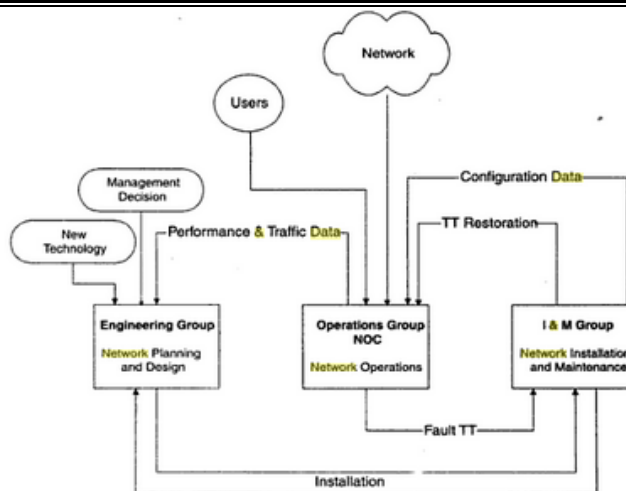 Network
Users
Management
Decision
New
Technology
Configuration Data
TT Restoration
Performance & Traffic Data
Engineering Group
Network Planning
and Design
Operations Group
NOC
Network Operations
I & M Group
Network Installation
and Maintenance
Fault TT
Installation